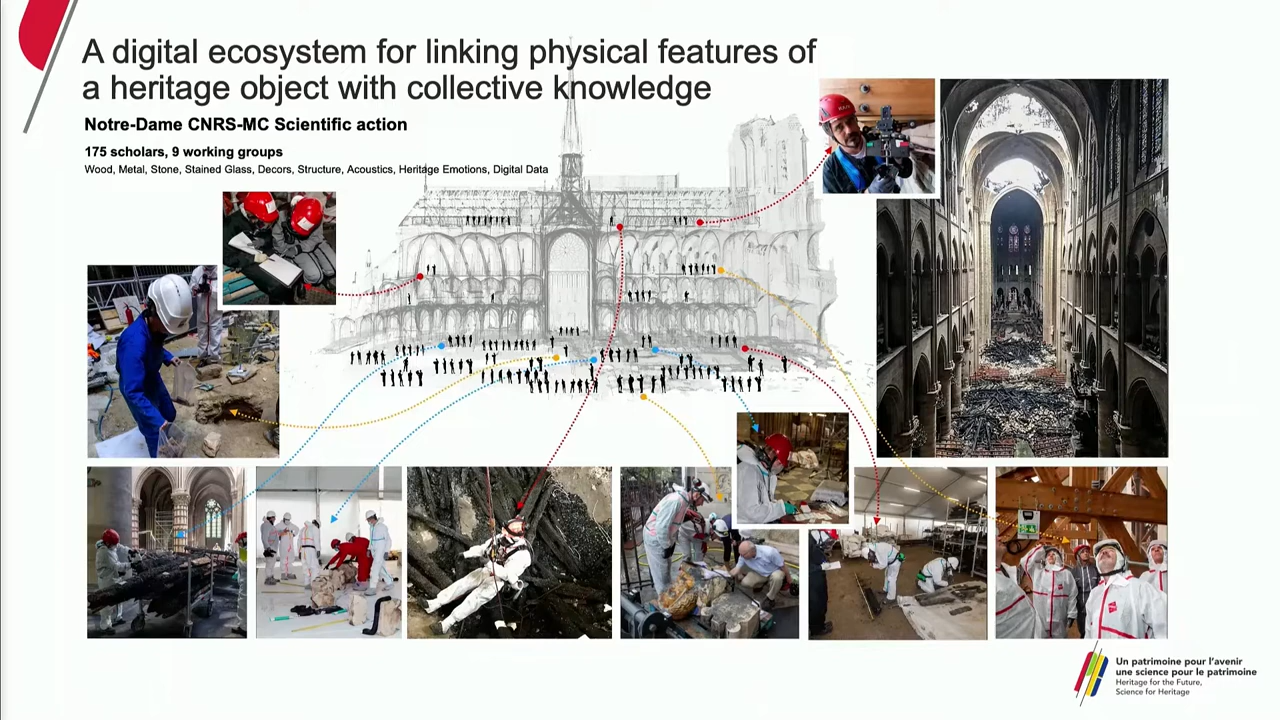 A digital ecosystem for linking physical features of
a heritage object with collective knowledge
Notre-Dame CNRS-MC Scientific action
175 scholars, 9 working groups
Wood, Metal, Stone, Stained Glass, Decors, Structure, Acoustics, Heritage Emotions, Digital Data
Un patrimoine pour l'avenir
une science pour le patrimoine
Heritage for the Future,
Science for Heritage